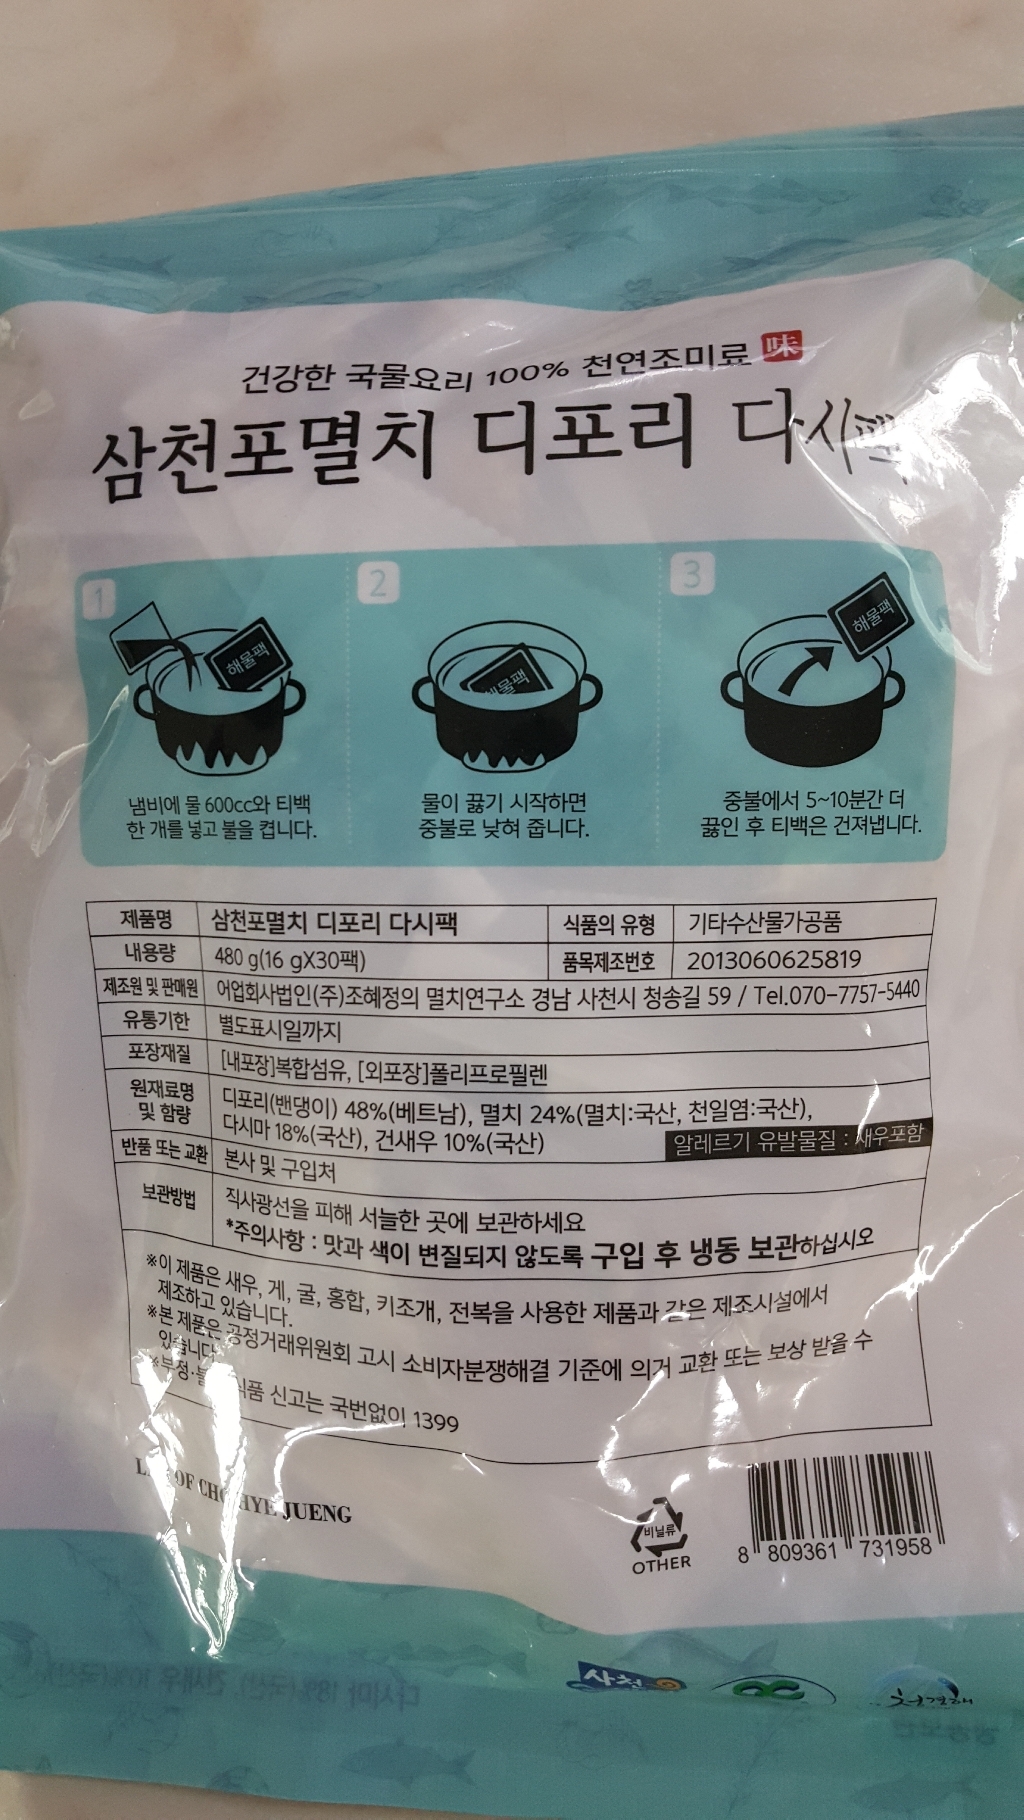 건강한 국물요리 100% 천연조미료 味
삼천포멸치 디포리 다시팩
1
2
3
해물팩
해물팩
해물팩
냄비에 물 600cc와 티백
한 개를 넣고 불을 켭니다.
물이 끓기 시작하면
중불로 낮혀 줍니다.
중불에서 5~10분간 더
끓인 후 티백은 건져냅니다.
제품명 삼천포멸치 디포리 다시팩 식품의 유형 기타수산물가공품
내용량 480 g(16 gX30팩) 품목제조번호 2013060625819
제조원 및 판매원 어업회사법인(주)조혜정의 멸치연구소 경남 사천시 청송길 59 / Tel.070-7757-5440
유통기한 별도표시일까지
포장재질 [내포장]복합섬유, [외포장]폴리프로필렌
원재료명 및 함량 디포리(밴댕이) 48%(베트남), 멸치 24%(멸치:국산, 천일염:국산),
다시마 18%(국산), 건새우 10%(국산)
알레르기 유발물질 : 새우포함
반품 또는 교환 본사 및 구입처
보관방법 직사광선을 피해 서늘한 곳에 보관하세요
*주의사항 : 맛과 색이 변질되지 않도록 구입 후 냉동 보관하십시오
※이 제품은 새우, 게, 굴, 홍합, 키조개, 전복을 사용한 제품과 같은 제조시설에서
제조하고 있습니다.
※본 제품은 공정거래위원회 고시 소비자분쟁해결 기준에 의거 교환 또는 보상 받을 수
있습니다
※부정·불 식품 신고는 국번없이 1399
OF CHO HYE JUENG
비닐류
OTHER
8 809361 731958
사천